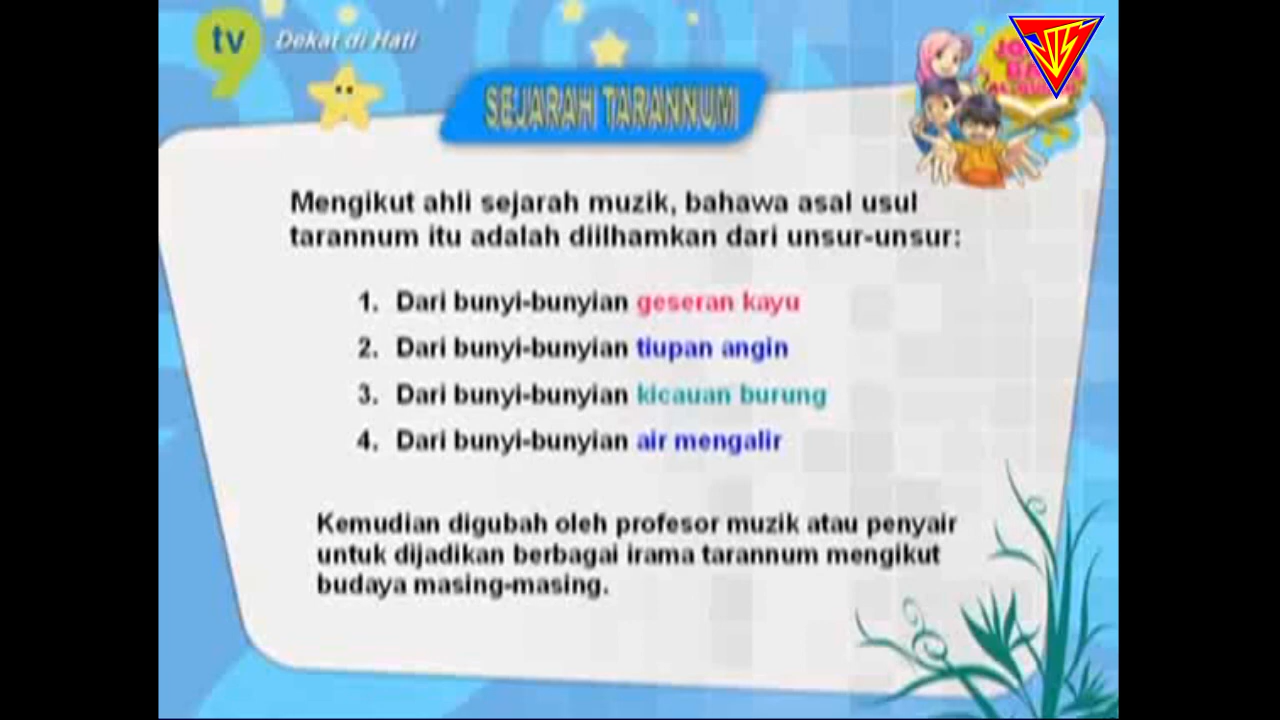 tv
9
Dekat di Hati
SEJARAH TARANNUM
Mengikut ahli sejarah muzik, bahawa asal usul
tarannum itu adalah diilhamkan dari unsur-unsur:
1. Dari bunyi-bunyian geseran kayu
2. Dari bunyi-bunyian tiupan angin
3. Dari bunyi-bunyian kicauan burung
4. Dari bunyi-bunyian air mengalir
Kemudian digubah oleh profesor muzik atau penyair
untuk dijadikan berbagai irama tarannum mengikut
budaya masing-masing.